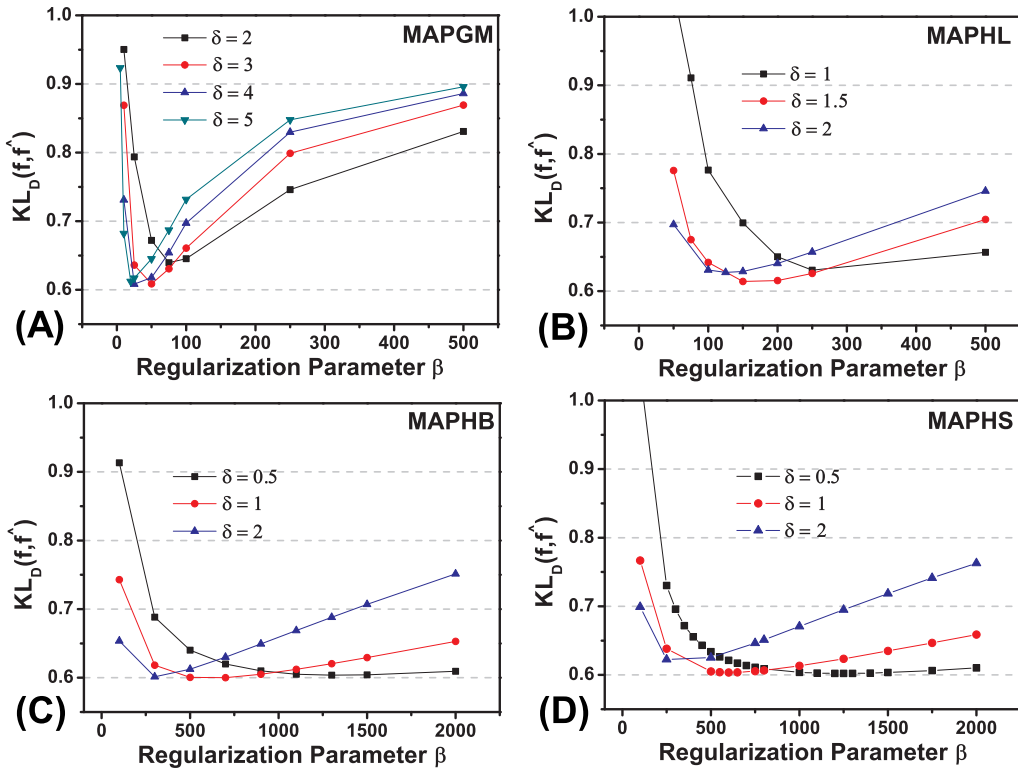 MAPGM
δ = 2
δ = 3
δ = 4
δ = 5
1.0
0.9
0.8
0.7
0.6
KL_D(f,f^)
0 100 200 300 400 500
Regularization Parameter β
(A)
MAPHL
δ = 1
δ = 1.5
δ = 2
1.0
0.9
0.8
0.7
0.6
KL_D(f,f^)
0 100 200 300 400 500
Regularization Parameter β
(B)
MAPHB
δ = 0.5
δ = 1
δ = 2
1.0
0.9
0.8
0.7
0.6
KL_D(f,f^)
0 500 1000 1500 2000
Regularization Parameter β
(C)
MAPHS
δ = 0.5
δ = 1
δ = 2
1.0
0.9
0.8
0.7
0.6
KL_D(f,f^)
0 500 1000 1500 2000
Regularization Parameter β
(D)